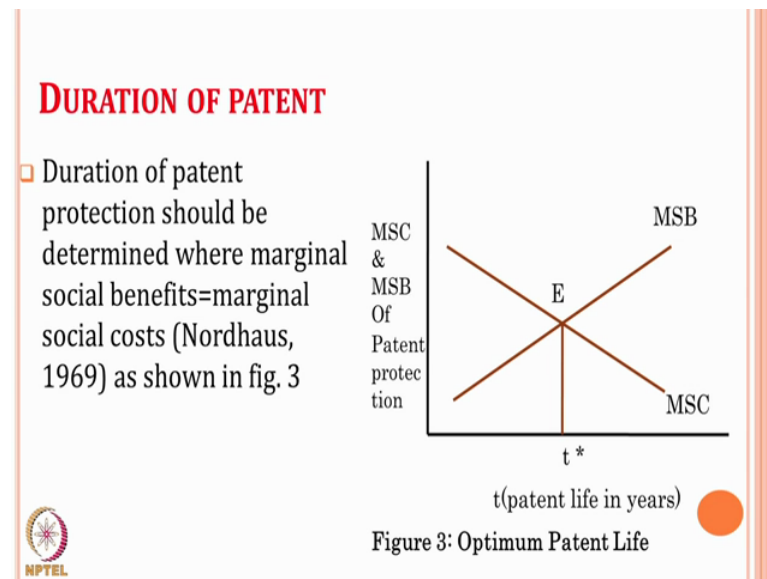 DURATION OF PATENT
Duration of patent
protection should be
determined where marginal
social benefits=marginal
social costs (Nordhaus,
1969) as shown in fig. 3
MSC
&
MSB
Of
Patent
protec
tion
MSB
E
MSC
t *
t(patent life in years)
Figure 3: Optimum Patent Life
NPTEL